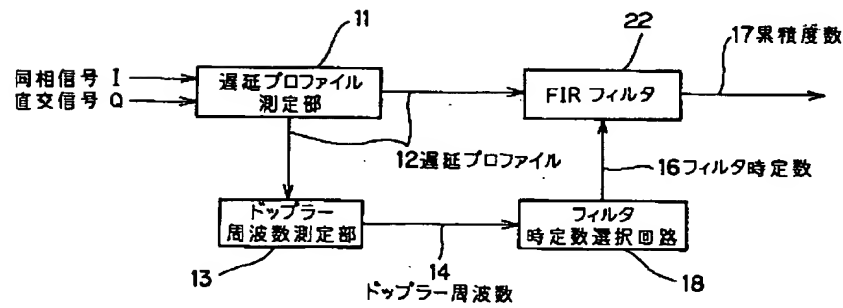 11
22
17累積度数
同相信号 I
直交信号 Q
遅延プロファイル
測定部
FIR フィルタ
12遅延プロファイル
16フィルタ時定数
ドップラー
周波数測定部
フィルタ
時定数選択回路
13
14
18
ドップラー周波数